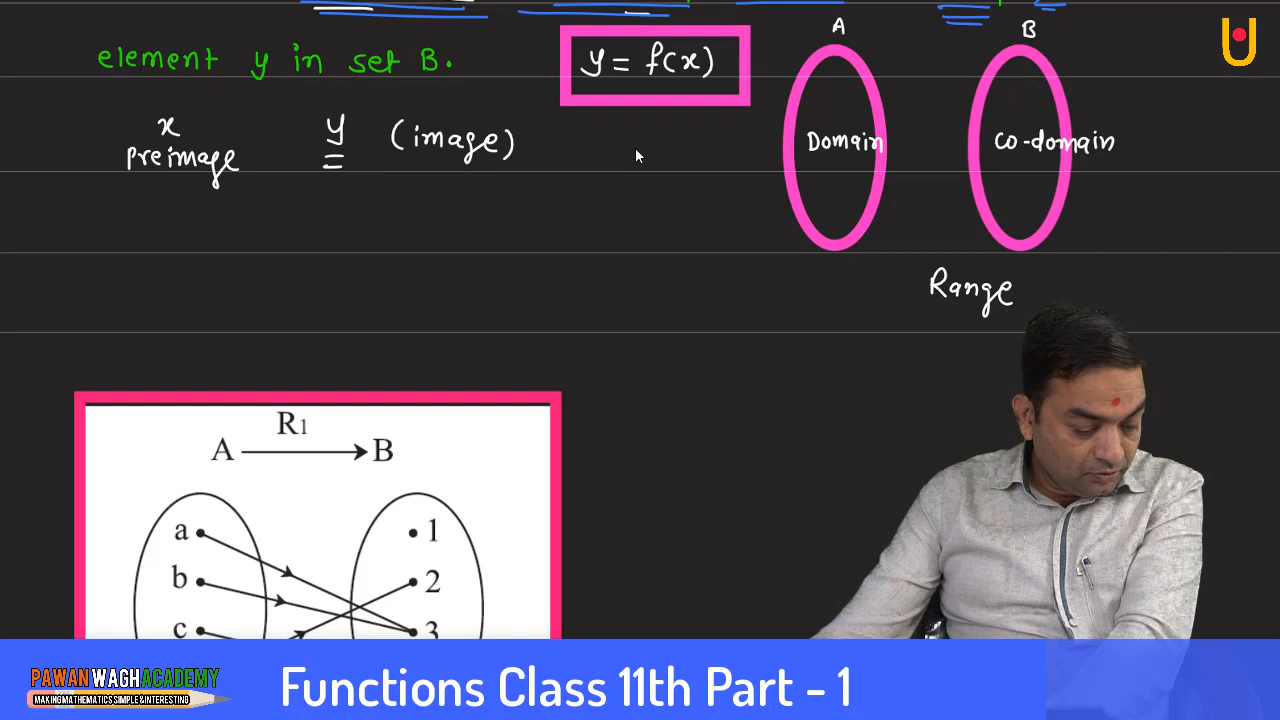 A B
element y in set B. y = f(x)
x y (image)
preimage
Domain Co-domain
Range
R1
A B
a 1
b 2
c 3
PAWAN WAGH ACADEMY
MAKING MATHEMATICS SIMPLE & INTERESTING
Functions Class 11th Part - 1